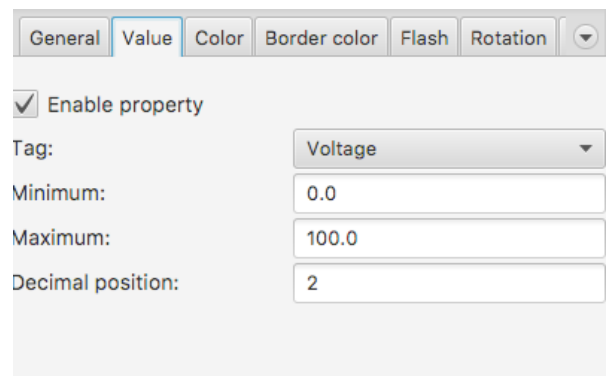 General Value Color Border color Flash Rotation
Enable property
Tag: Voltage
Minimum: 0.0
Maximum: 100.0
Decimal position: 2